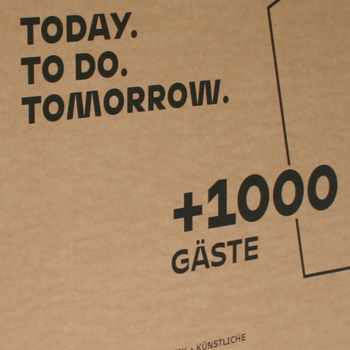 TODAY.
TO DO.
TOMORROW.
+1000
GÄSTE
+ KÜNSTLICHE